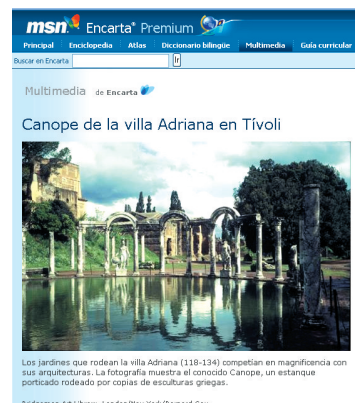 msn Encarta® Premium
Principal Enciclopedia Atlas Diccionario bilingüe Multimedia Guía curricular
Buscar en Encarta Ir
Multimedia de Encarta
Canope de la villa Adriana en Tívoli
Los jardines que rodean la villa Adriana (118-134) competían en magnificencia con
sus arquitecturas. La fotografía muestra el conocido Canope, un estanque
porticado rodeado por copias de esculturas griegas.